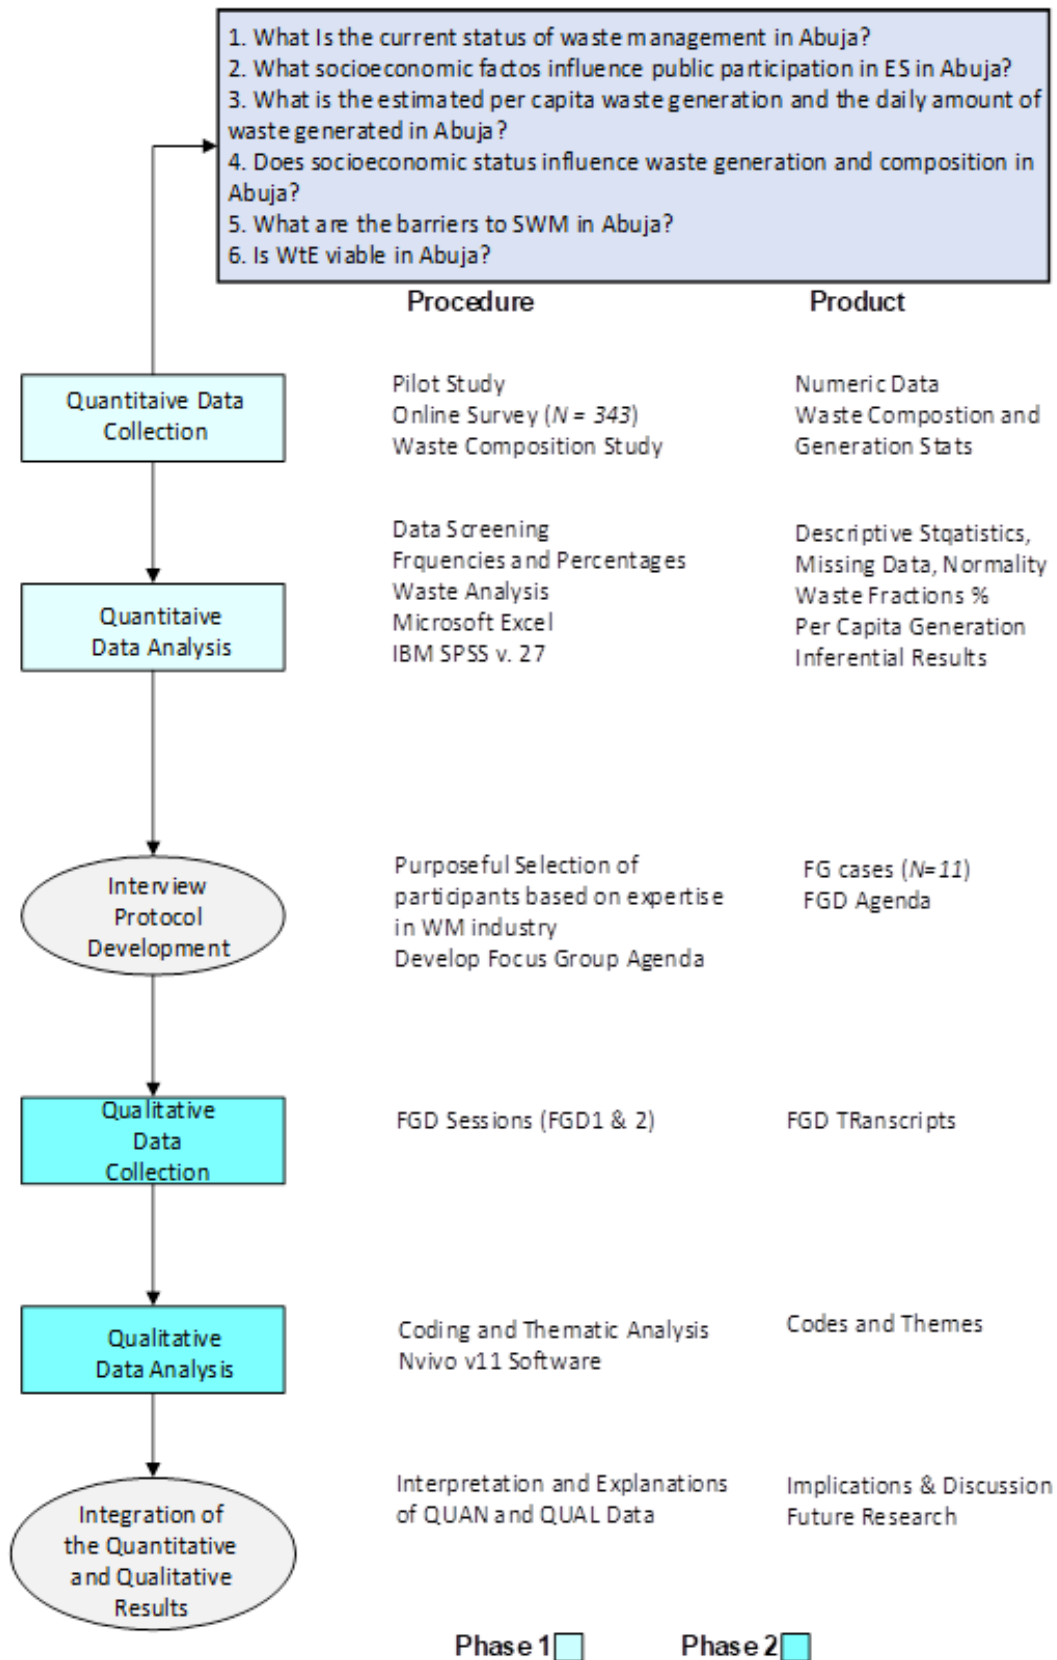 1. What Is the current status of waste management in Abuja?
2. What socioeconomic factos influence public participation in ES in Abuja?
3. What is the estimated per capita waste generation and the daily amount of
waste generated in Abuja?
4. Does socioeconomic status influence waste generation and composition in
Abuja?
5. What are the barriers to SWM in Abuja?
6. Is WtE viable in Abuja?
Procedure
Product
Quantitaive Data
Collection
Pilot Study
Online Survey (N = 343)
Waste Composition Study
Numeric Data
Waste Compostion and
Generation Stats
Quantitaive
Data Analysis
Data Screening
Frquencies and Percentages
Waste Analysis
Microsoft Excel
IBM SPSS v. 27
Descriptive Stqatistics,
Missing Data, Normality
Waste Fractions %
Per Capita Generation
Inferential Results
Interview
Protocol
Development
Purposeful Selection of
participants based on expertise
in WM industry
Develop Focus Group Agenda
FG cases (N=11)
FGD Agenda
Qualitative
Data
Collection
FGD Sessions (FGD1 & 2)
FGD TRanscripts
Qualitative
Data Analysis
Coding and Thematic Analysis
Nvivo v11 Software
Codes and Themes
Integration of
the Quantitative
and Qualitative
Results
Interpretation and Explanations
of QUAN and QUAL Data
Implications & Discussion
Future Research
Phase 1
Phase 2